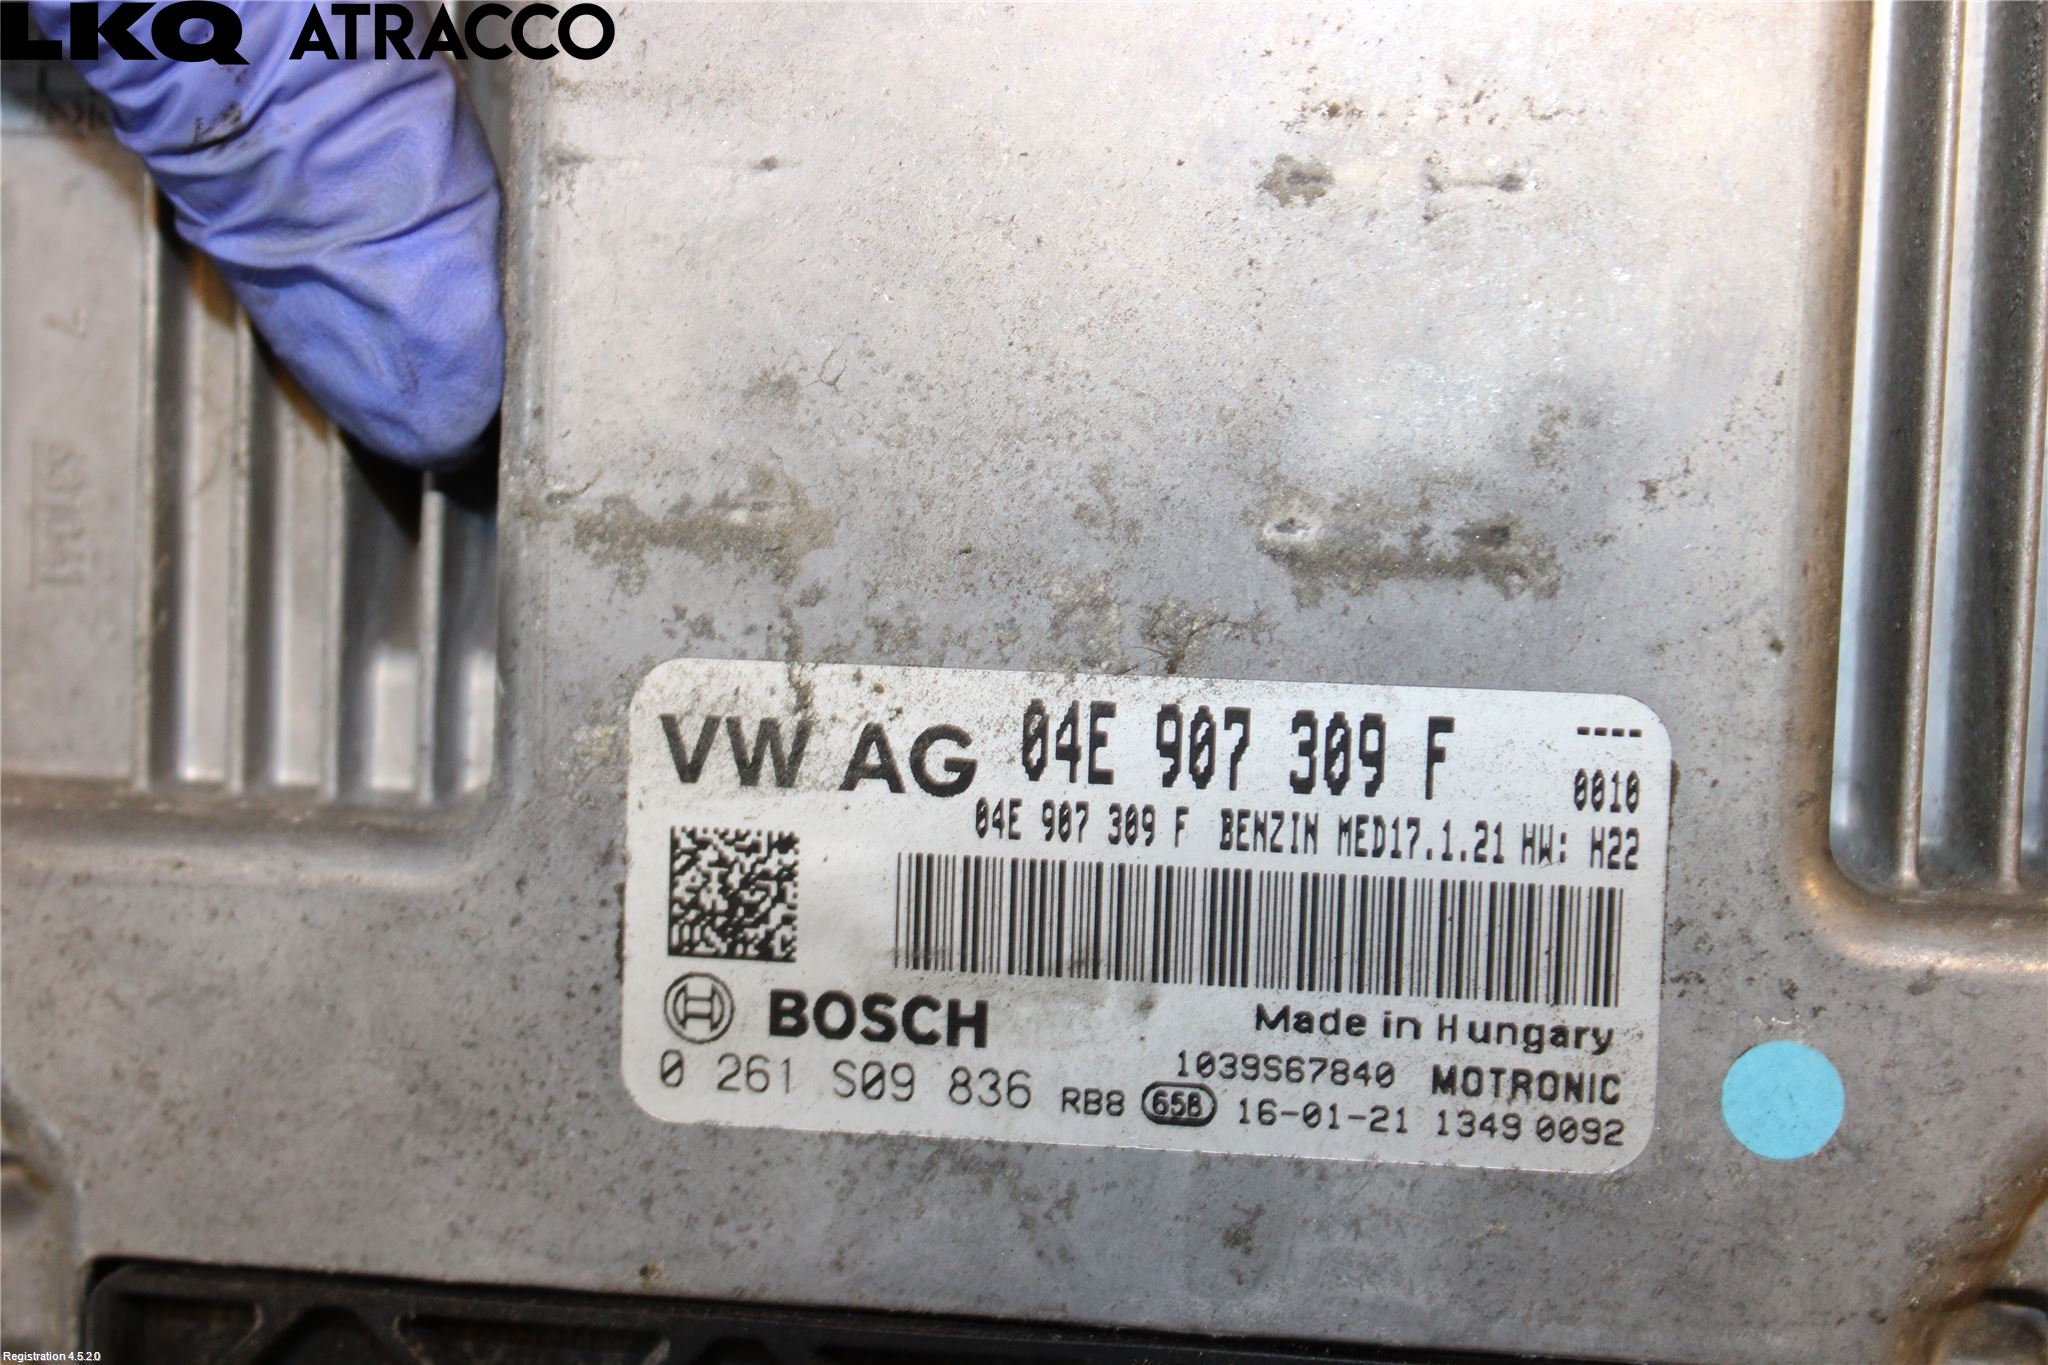 LKQ ATRACCO
VW AG 04E 907 309 F ----
0010
04E 907 309 F BENZIN MED17.1.21 HW: H22
BOSCH
Made in Hungary
1039S67840 MOTRONIC
0 261 S09 836 RB8 65B 16-01-21 1349 0092
Registration 4.5.2.0